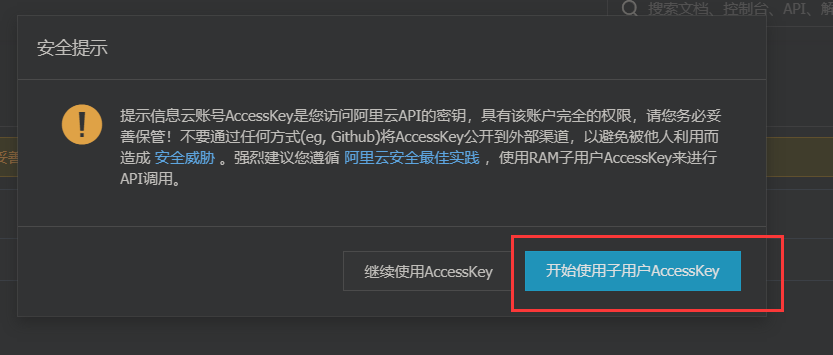 搜索文档、控制台、API、解
安全提示
提示信息云账号AccessKey是您访问阿里云API的密钥，具有该账户完全的权限，请您务必妥
善保管！不要通过任何方式(eg, Github)将AccessKey公开到外部渠道，以避免被他人利用而
造成 安全威胁 。强烈建议您遵循 阿里云安全最佳实践 ，使用RAM子用户AccessKey来进行
API调用。
妥善
继续使用AccessKey
开始使用子用户AccessKey